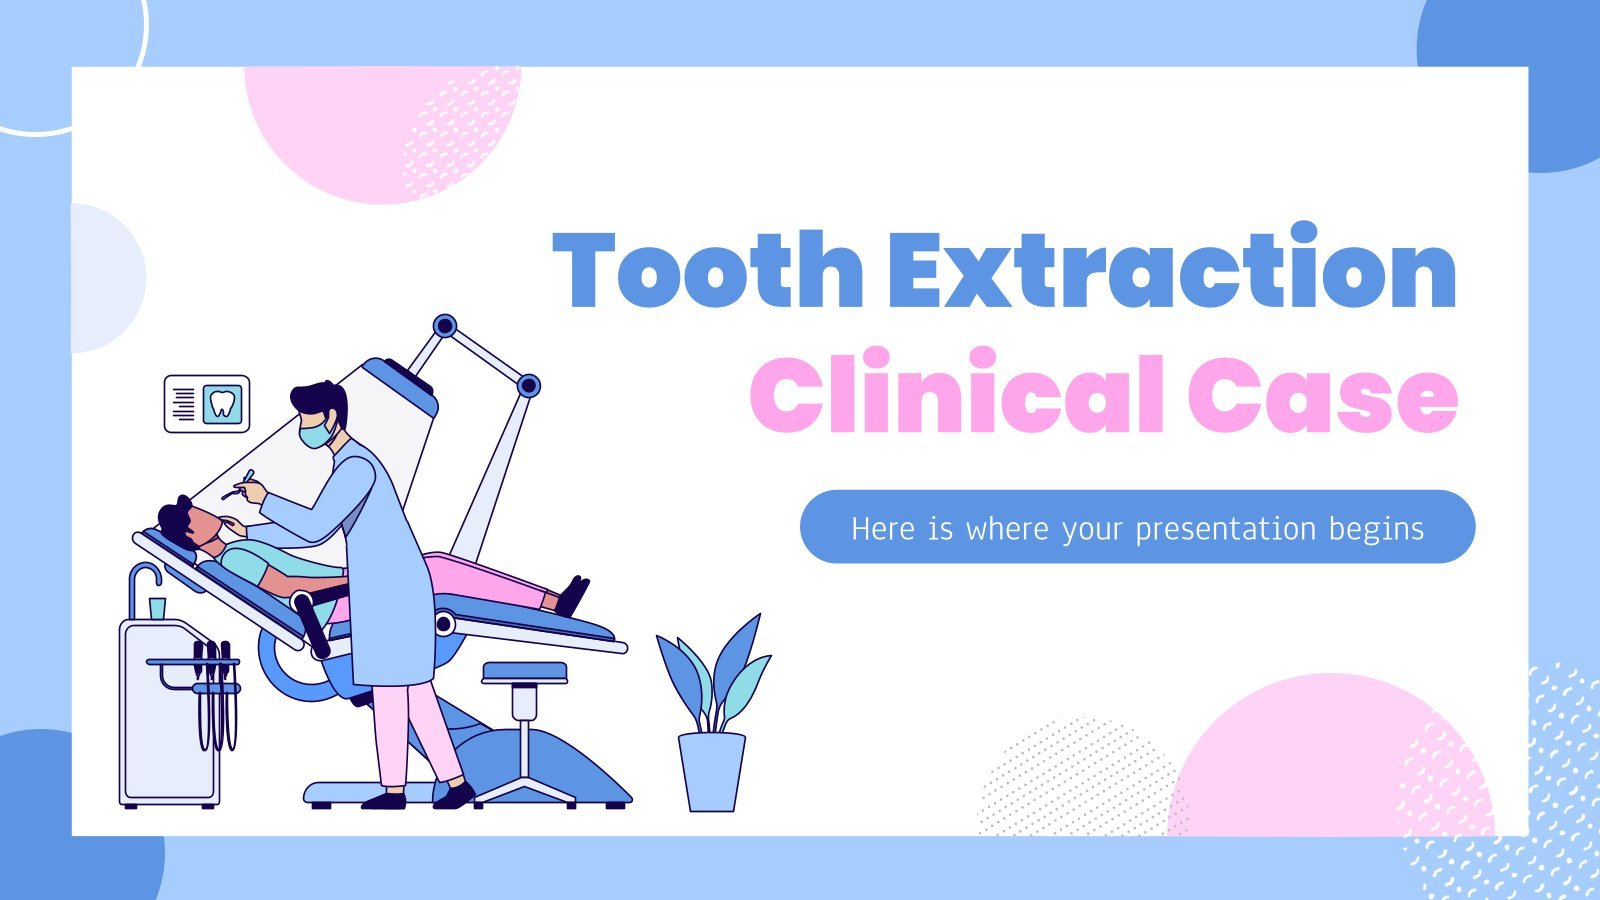 Tooth Extraction
Clinical Case
Here is where your presentation begins